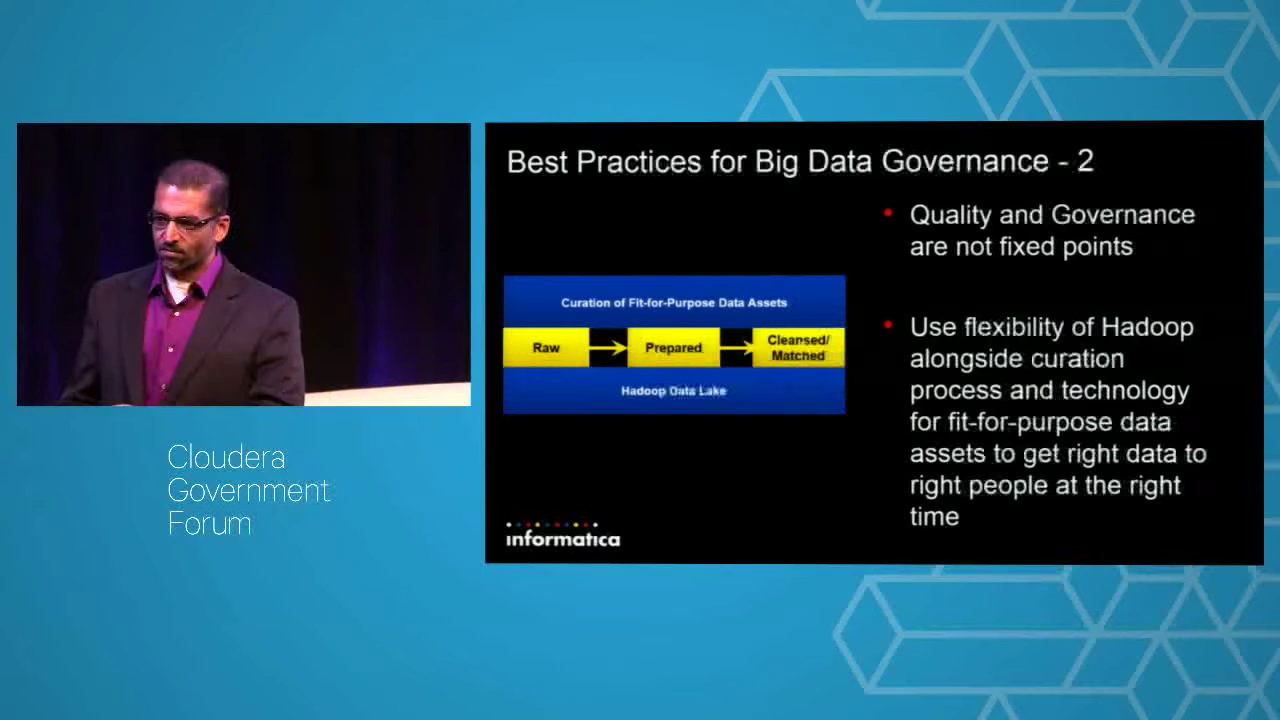 Best Practices for Big Data Governance - 2
• Quality and Governance
are not fixed points
Curation of Fit-for-Purpose Data Assets
Raw
Prepared
Cleansed/
Matched
Hadoop Data Lake
• Use flexibility of Hadoop
alongside curation
process and technology
for fit-for-purpose data
assets to get right data to
right people at the right
time
informatica
Cloudera
Government
Forum